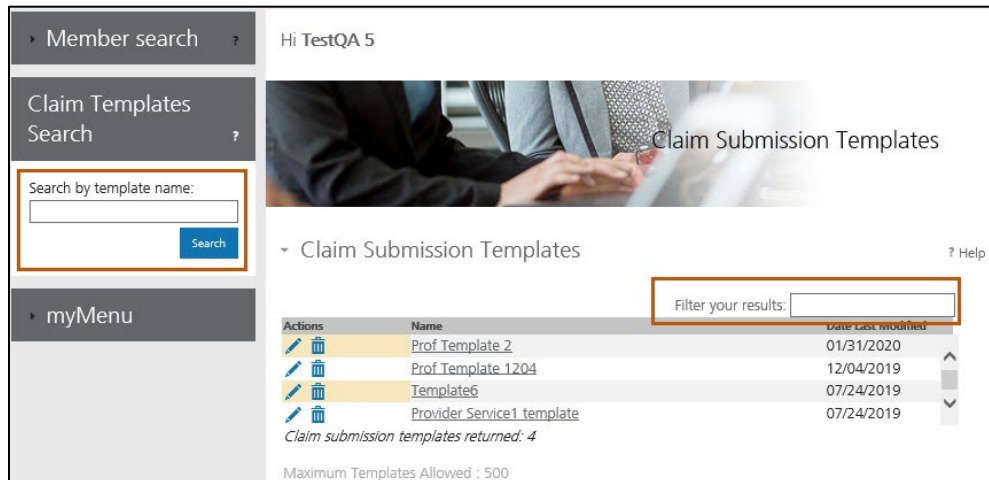 Member search ?
Claim Templates
Search ?
Search by template name:
Search
myMenu
Hi TestQA 5
Claim Submission Templates
Claim Submission Templates
? Help
Filter your results:
Actions Name Date Last Modified
Prof Template 2 01/31/2020
Prof Template 1204 12/04/2019
Template6 07/24/2019
Provider Service1 template 07/24/2019
Claim submission templates returned: 4
Maximum Templates Allowed : 500